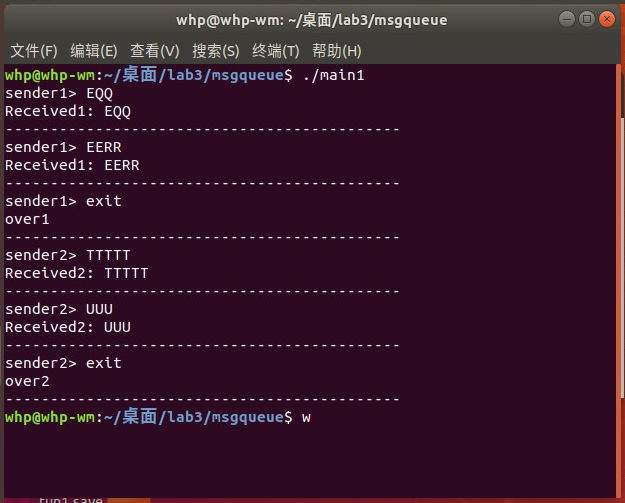 whp@whp-wm: ~/桌面/lab3/msgqueue
文件(F) 编辑(E) 查看(V) 搜索(S) 终端(T) 帮助(H)
whp@whp-wm:~/桌面/lab3/msgqueue$ ./main1
sender1> EQQ
Received1: EQQ
--------------------------------------------
sender1> EERR
Received1: EERR
--------------------------------------------
sender1> exit
over1
--------------------------------------------
sender2> TTTTT
Received2: TTTTT
--------------------------------------------
sender2> UUU
Received2: UUU
--------------------------------------------
sender2> exit
over2
--------------------------------------------
whp@whp-wm:~/桌面/lab3/msgqueue$ w